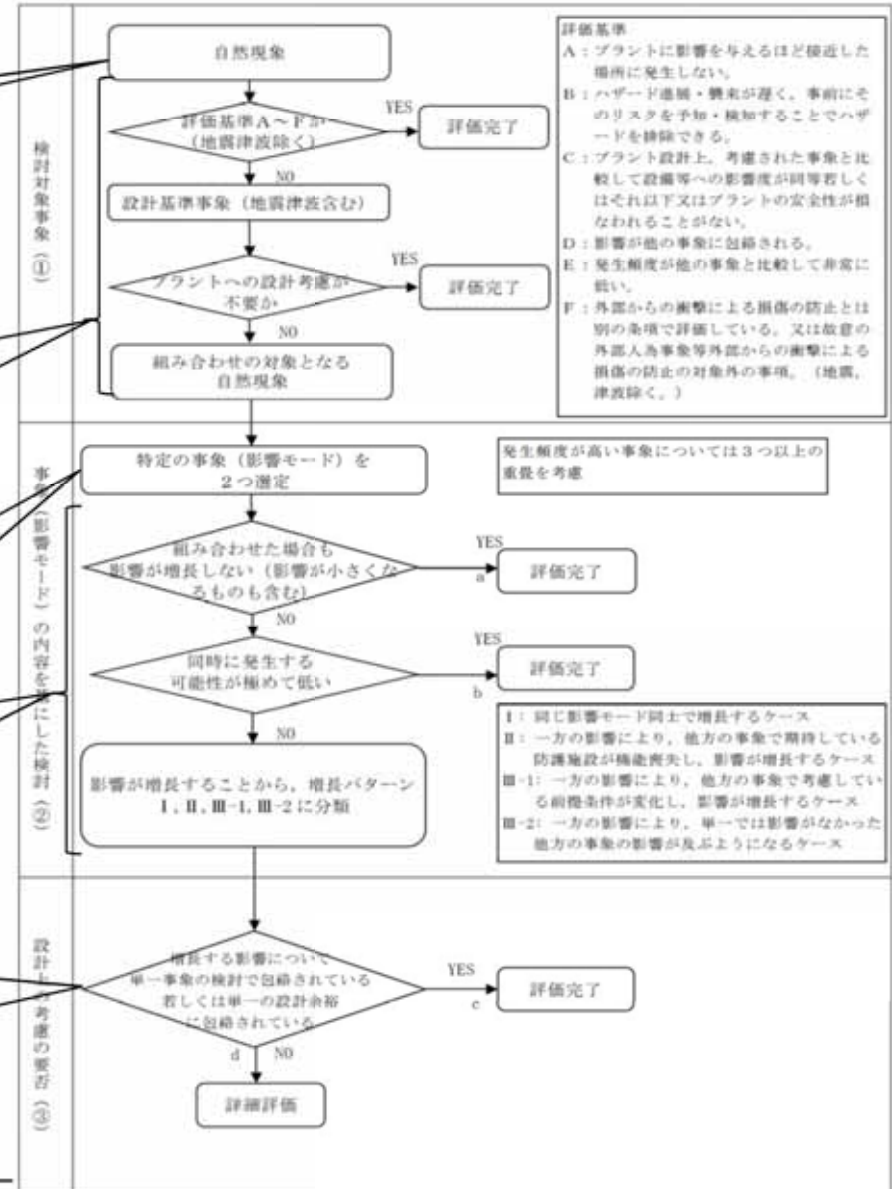 検討対象事象（①）
自然現象
評価基準A～Fか
（地震津波除く）
YES
評価完了
NO
設計基準事象（地震津波含む）
プラントへの設計考慮が
不要か
YES
評価完了
NO
組み合わせの対象となる
自然現象
評価基準
A：プラントに影響を与えるほど接近した
場所に発生しない。
B：ハザード進展・襲来が遅く，事前にそ
のリスクを予知・検知することでハザ
ードを排除できる。
C：プラント設計上，考慮された事象と比
較して設備等への影響度が同等若しく
はそれ以下又はプラントの安全性が損
なわれることがない。
D：影響が他の事象に包絡される。
E：発生頻度が他の事象と比較して非常に
低い。
F：外部からの衝撃による損傷の防止とは
別の条項で評価している。又は故意の
外部人為事象等外部からの衝撃による
損傷の防止の対象外の事項。（地震，
津波除く。）
事象（影響モード）の内容を基にした検討（②）
特定の事象（影響モード）を
2つ選定
発生頻度が高い事象については3つ以上の
重畳を考慮
組み合わせた場合も
影響が増長しない（影響が小さくな
るものも含む）
YES
a
評価完了
NO
同時に発生する
可能性が極めて低い
YES
b
評価完了
NO
影響が増長することから，増長パターン
Ⅰ，Ⅱ，Ⅲ-1，Ⅲ-2に分類
Ⅰ：同じ影響モード同士で増長するケース
Ⅱ：一方の影響により，他方の事象で期待している
防護施設が機能喪失し，影響が増長するケース
Ⅲ-1：一方の影響により，他方の事象で考慮してい
る前提条件が変化し，影響が増長するケース
Ⅲ-2：一方の影響により，単一では影響がなかった
他方の事象の影響が及ぶようになるケース
設計上の考慮の要否（③）
増長する影響について
単一事象の検討で包絡されている
若しくは単一の設計余裕
に包絡されている
YES
c
評価完了
d NO
詳細評価